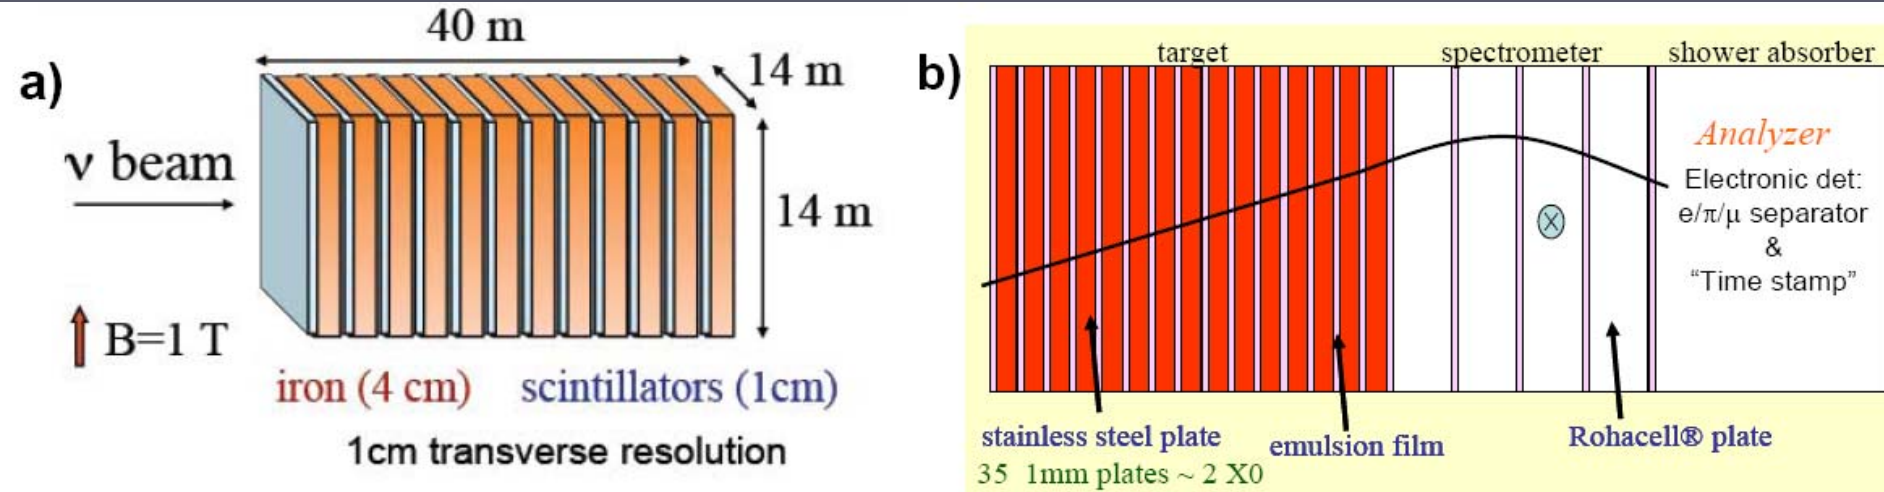 a)
40 m
14 m
ν beam
14 m
B=1 T
iron (4 cm) scintillators (1cm)
1cm transverse resolution
b)
target spectrometer shower absorber
Analyzer
Electronic det:
e/π/μ separator
&
“Time stamp”
X
stainless steel plate emulsion film Rohacell® plate
35 1mm plates ~ 2 X0